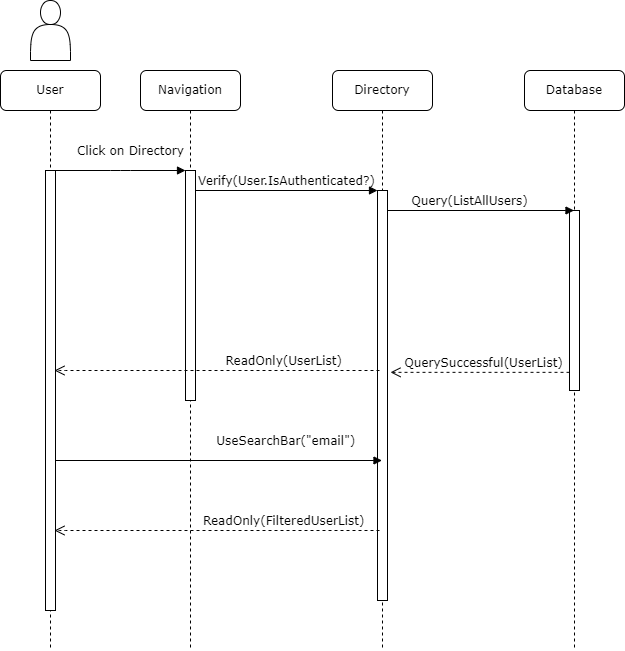 User
Navigation
Directory
Database
Click on Directory
Verify(User.IsAuthenticated?)
Query(ListAllUsers)
ReadOnly(UserList)
QuerySuccessful(UserList)
UseSearchBar("email")
ReadOnly(FilteredUserList)